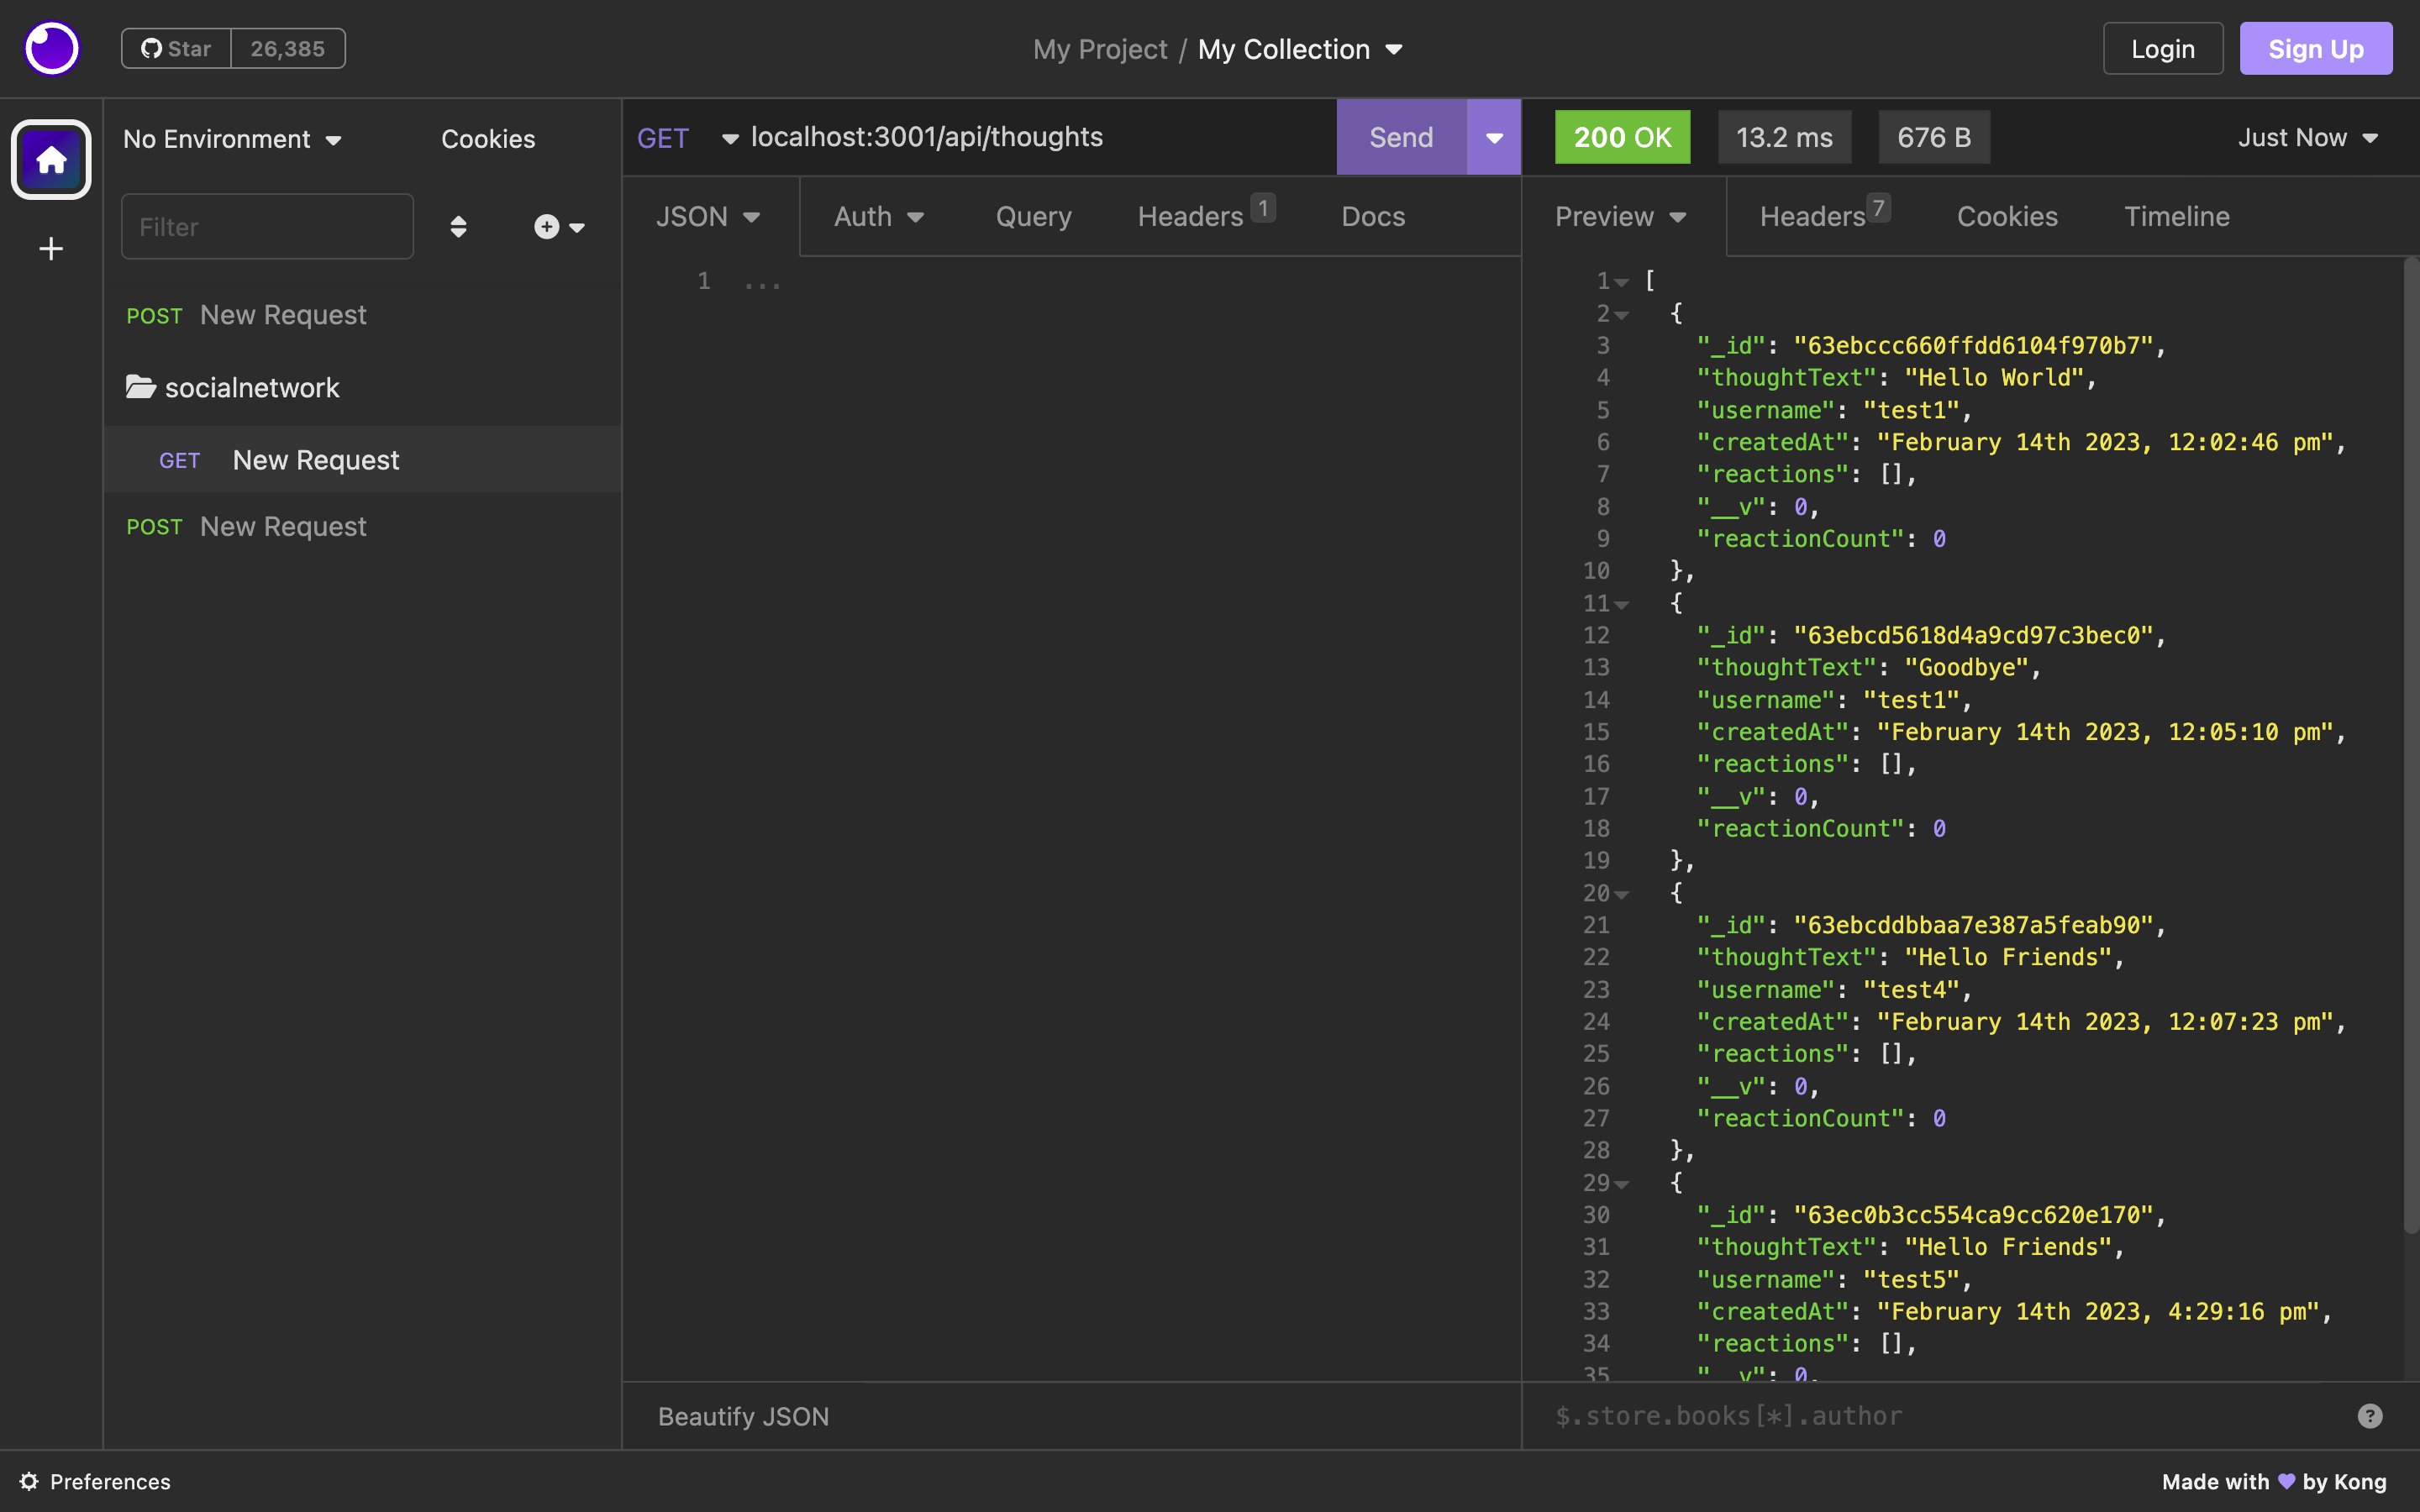 Star 26,385
My Project / My Collection
Login
Sign Up
No Environment
Cookies
Filter
POST New Request
socialnetwork
GET New Request
POST New Request
GET localhost:3001/api/thoughts
Send
JSON Auth Query Headers 1 Docs
1 ...
Beautify JSON
200 OK 13.2 ms 676 B Just Now
Preview Headers 7 Cookies Timeline
1 [
2 {
3 "_id": "63ebccc660ffdd6104f970b7",
4 "thoughtText": "Hello World",
5 "username": "test1",
6 "createdAt": "February 14th 2023, 12:02:46 pm",
7 "reactions": [],
8 "__v": 0,
9 "reactionCount": 0
10 },
11 {
12 "_id": "63ebcd5618d4a9cd97c3bec0",
13 "thoughtText": "Goodbye",
14 "username": "test1",
15 "createdAt": "February 14th 2023, 12:05:10 pm",
16 "reactions": [],
17 "__v": 0,
18 "reactionCount": 0
19 },
20 {
21 "_id": "63ebcddbbaa7e387a5feab90",
22 "thoughtText": "Hello Friends",
23 "username": "test4",
24 "createdAt": "February 14th 2023, 12:07:23 pm",
25 "reactions": [],
26 "__v": 0,
27 "reactionCount": 0
28 },
29 {
30 "_id": "63ec0b3cc554ca9cc620e170",
31 "thoughtText": "Hello Friends",
32 "username": "test5",
33 "createdAt": "February 14th 2023, 4:29:16 pm",
34 "reactions": [],
35 "__v": 0,
$.store.books[*].author
Preferences
Made with 💜 by Kong